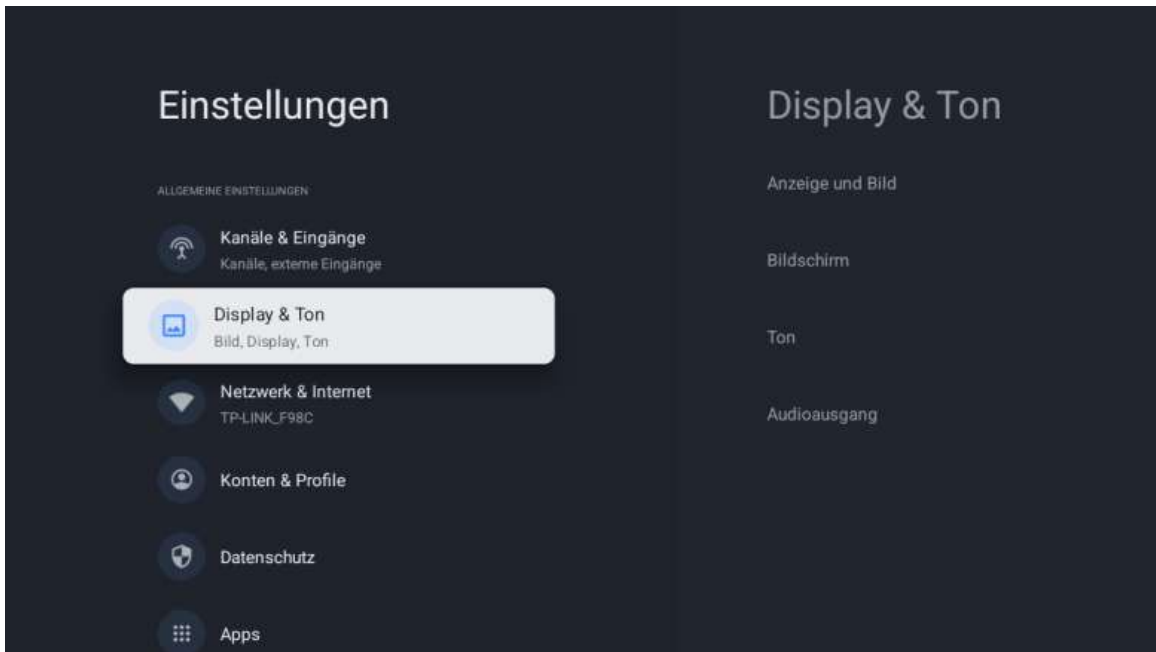 Einstellungen
ALLGEMEINE EINSTELLUNGEN
Kanäle & Eingänge
Kanäle, externe Eingänge
Display & Ton
Bild, Display, Ton
Netzwerk & Internet
TP-LINK_F98C
Konten & Profile
Datenschutz
Apps
Display & Ton
Anzeige und Bild
Bildschirm
Ton
Audioausgang